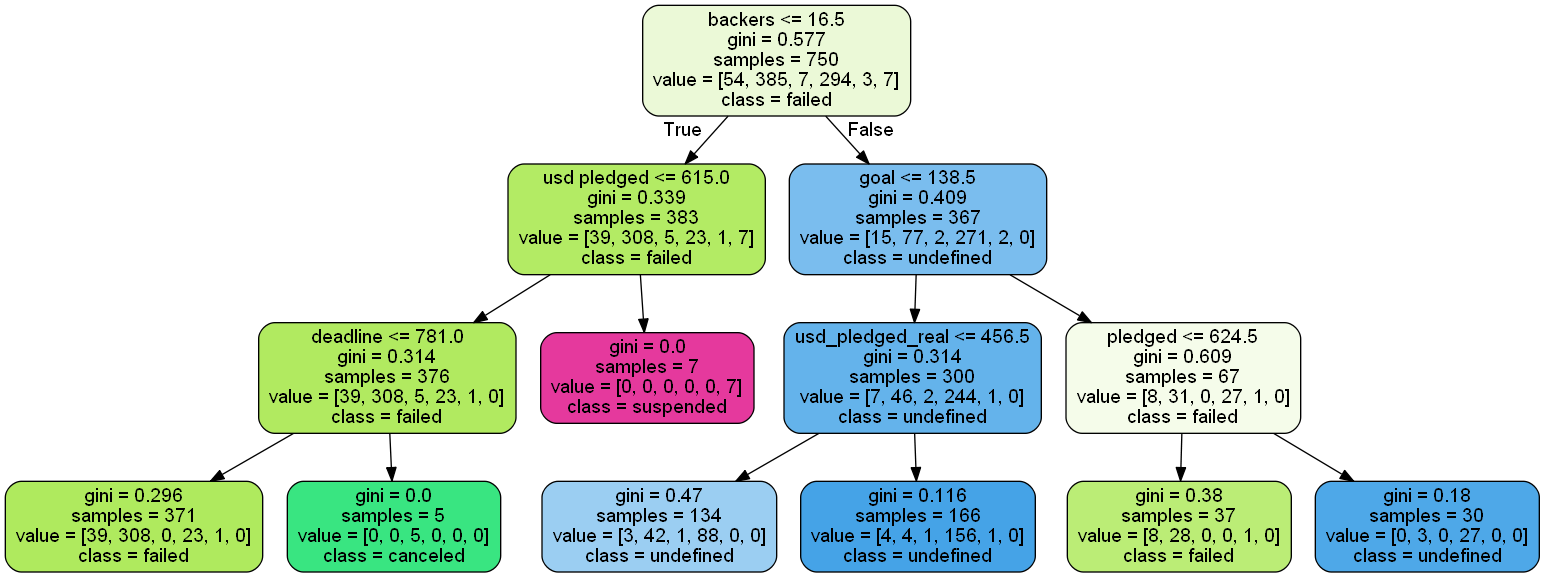 backers <= 16.5
gini = 0.577
samples = 750
value = [54, 385, 7, 294, 3, 7]
class = failed
True
False
usd pledged <= 615.0
gini = 0.339
samples = 383
value = [39, 308, 5, 23, 1, 7]
class = failed
goal <= 138.5
gini = 0.409
samples = 367
value = [15, 77, 2, 271, 2, 0]
class = undefined
deadline <= 781.0
gini = 0.314
samples = 376
value = [39, 308, 5, 23, 1, 0]
class = failed
gini = 0.0
samples = 7
value = [0, 0, 0, 0, 0, 7]
class = suspended
usd_pledged_real <= 456.5
gini = 0.314
samples = 300
value = [7, 46, 2, 244, 1, 0]
class = undefined
pledged <= 624.5
gini = 0.609
samples = 67
value = [8, 31, 0, 27, 1, 0]
class = failed
gini = 0.296
samples = 371
value = [39, 308, 0, 23, 1, 0]
class = failed
gini = 0.0
samples = 5
value = [0, 0, 5, 0, 0, 0]
class = canceled
gini = 0.47
samples = 134
value = [3, 42, 1, 88, 0, 0]
class = undefined
gini = 0.116
samples = 166
value = [4, 4, 1, 156, 1, 0]
class = undefined
gini = 0.38
samples = 37
value = [8, 28, 0, 0, 1, 0]
class = failed
gini = 0.18
samples = 30
value = [0, 3, 0, 27, 0, 0]
class = undefined